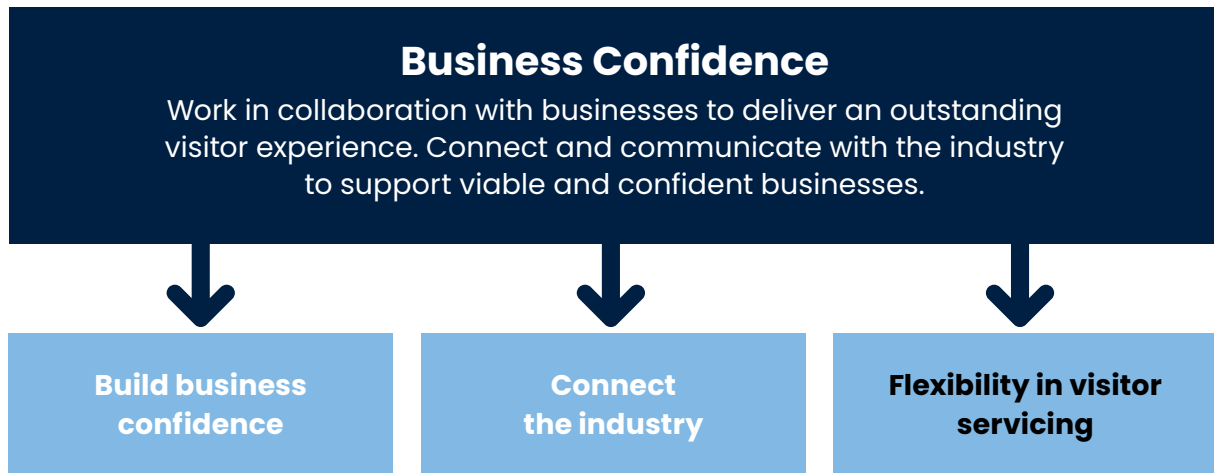 Business Confidence
Work in collaboration with businesses to deliver an outstanding
visitor experience. Connect and communicate with the industry
to support viable and confident businesses.
Build business
confidence
Connect
the industry
Flexibility in visitor
servicing